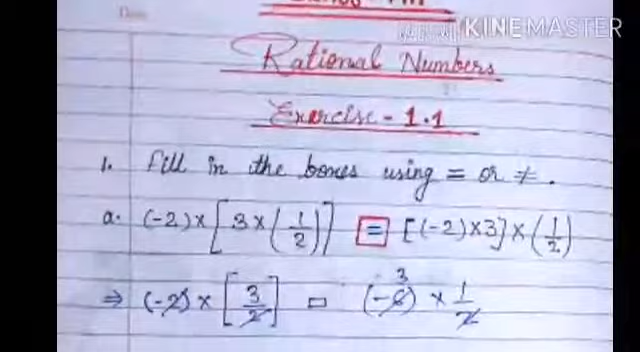 KINEMASTER
Rational Numbers
Exercise - 1.1
1. Fill in the boxes using = or ≠.
a. (-2) × [3 × (1/2)] = [(-2) × 3] × (1/2)
⇒ (-2) × [3/2] □ (-6) 3 × 1/2